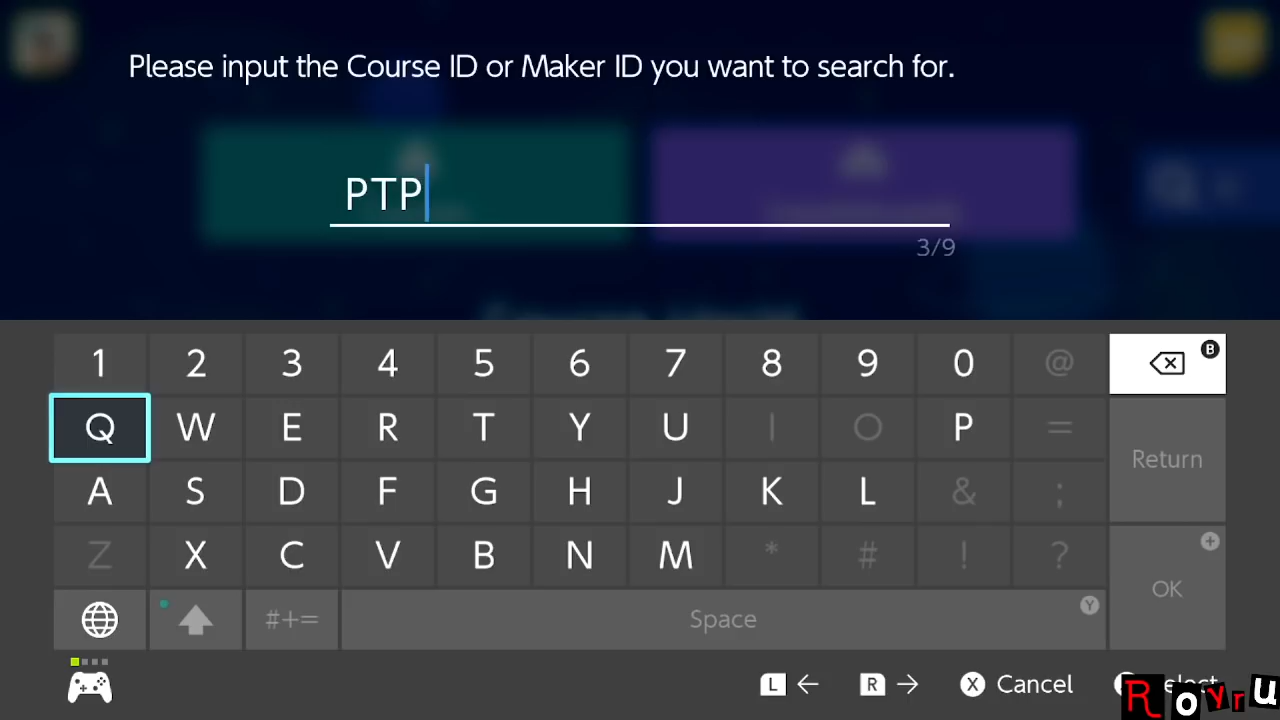 Please input the Course ID or Maker ID you want to search for.
PTP
3/9
1 2 3 4 5 6 7 8 9 0 @ B
Q W E R T Y U I O P = Return
A S D F G H J K L & ;
Z X C V B N M * # ! ? + OK
#+= Space Y
L ← R → X Cancel
Royru